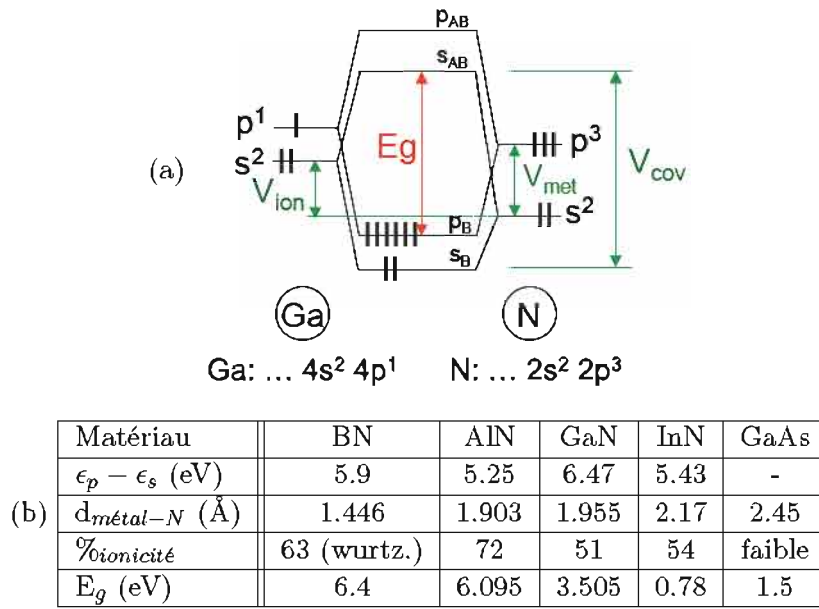 p_AB
s_AB
p¹
Eg
p³
s²
(a)
V_ion
V_met
V_cov
p_B
s²
s_B
Ga
N
Ga: ... 4s² 4p¹ N: ... 2s² 2p³
Matériau BN AlN GaN InN GaAs
ϵ_p − ϵ_s (eV) 5.9 5.25 6.47 5.43 -
(b) d_métal−N (Å) 1.446 1.903 1.955 2.17 2.45
%_ionicité 63 (wurtz.) 72 51 54 faible
E_g (eV) 6.4 6.095 3.505 0.78 1.5